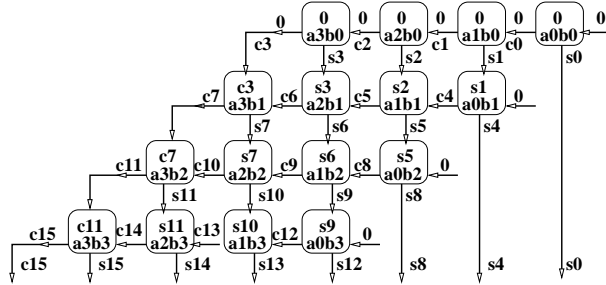 0 0 0 0 0 0 0 0 0
a3b0 a2b0 a1b0 a0b0
c3 c2 c1 c0
s3 s2 s1 s0
c3 s3 s2 s1
c7 c6 c5 c4 0
a3b1 a2b1 a1b1 a0b1
s7 s6 s5 s4
c7 s7 s6 s5
c11 c10 c9 c8 0
a3b2 a2b2 a1b2 a0b2
s11 s10 s9 s8
c11 s11 s10 s9
c15 c14 c13 c12 0
a3b3 a2b3 a1b3 a0b3
c15 s15 s14 s13 s12 s8 s4 s0